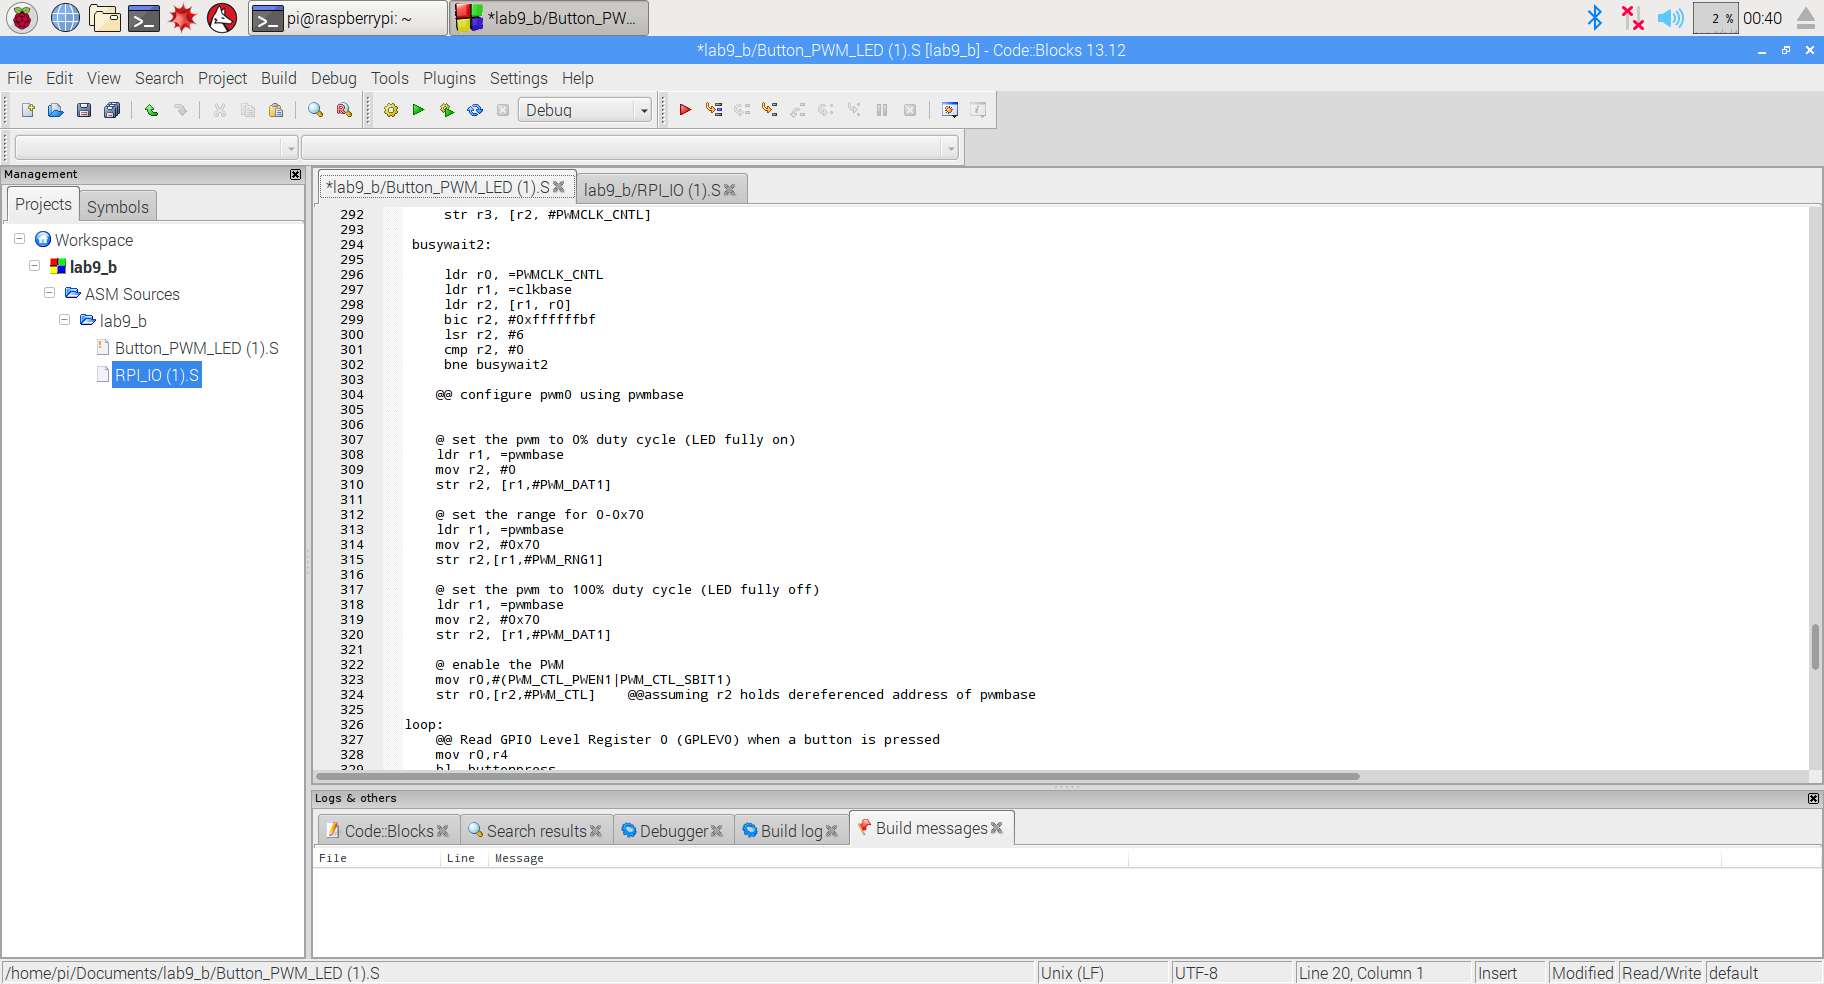 pi@raspberrypi: ~
*lab9_b/Button_PW...
2 %
00:40
*lab9_b/Button_PWM_LED (1).S [lab9_b] - Code::Blocks 13.12
File Edit View Search Project Build Debug Tools Plugins Settings Help
Debug
Management
Projects
Symbols
Workspace
lab9_b
ASM Sources
lab9_b
Button_PWM_LED (1).S
RPI_IO (1).S
*lab9_b/Button_PWM_LED (1).S
lab9_b/RPI_IO (1).S
292 str r3, [r2, #PWMCLK_CNTL]
293
294 busywait2:
295
296 ldr r0, =PWMCLK_CNTL
297 ldr r1, =clkbase
298 ldr r2, [r1, r0]
299 bic r2, #0xffffffbf
300 lsr r2, #6
301 cmp r2, #0
302 bne busywait2
303
304 @@ configure pwm0 using pwmbase
305
306
307 @ set the pwm to 0% duty cycle (LED fully on)
308 ldr r1, =pwmbase
309 mov r2, #0
310 str r2, [r1,#PWM_DAT1]
311
312 @ set the range for 0-0x70
313 ldr r1, =pwmbase
314 mov r2, #0x70
315 str r2,[r1,#PWM_RNG1]
316
317 @ set the pwm to 100% duty cycle (LED fully off)
318 ldr r1, =pwmbase
319 mov r2, #0x70
320 str r2, [r1,#PWM_DAT1]
321
322 @ enable the PWM
323 mov r0,#(PWM_CTL_PWEN1|PWM_CTL_SBIT1)
324 str r0,[r2,#PWM_CTL] @@assuming r2 holds dereferenced address of pwmbase
325
326 loop:
327 @@ Read GPIO Level Register 0 (GPLEV0) when a button is pressed
328 mov r0,r4
329 bl buttonpress
Logs & others
Code::Blocks
Search results
Debugger
Build log
Build messages
File Line Message
/home/pi/Documents/lab9_b/Button_PWM_LED (1).S
Unix (LF)
UTF-8
Line 20, Column 1
Insert
Modified
Read/Write
default